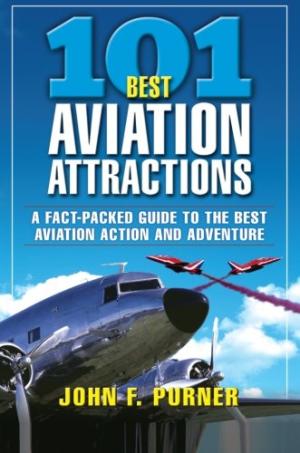 101
BEST
AVIATION
ATTRACTIONS
A FACT-PACKED GUIDE TO THE BEST
AVIATION ACTION AND ADVENTURE
JOHN F. PURNER